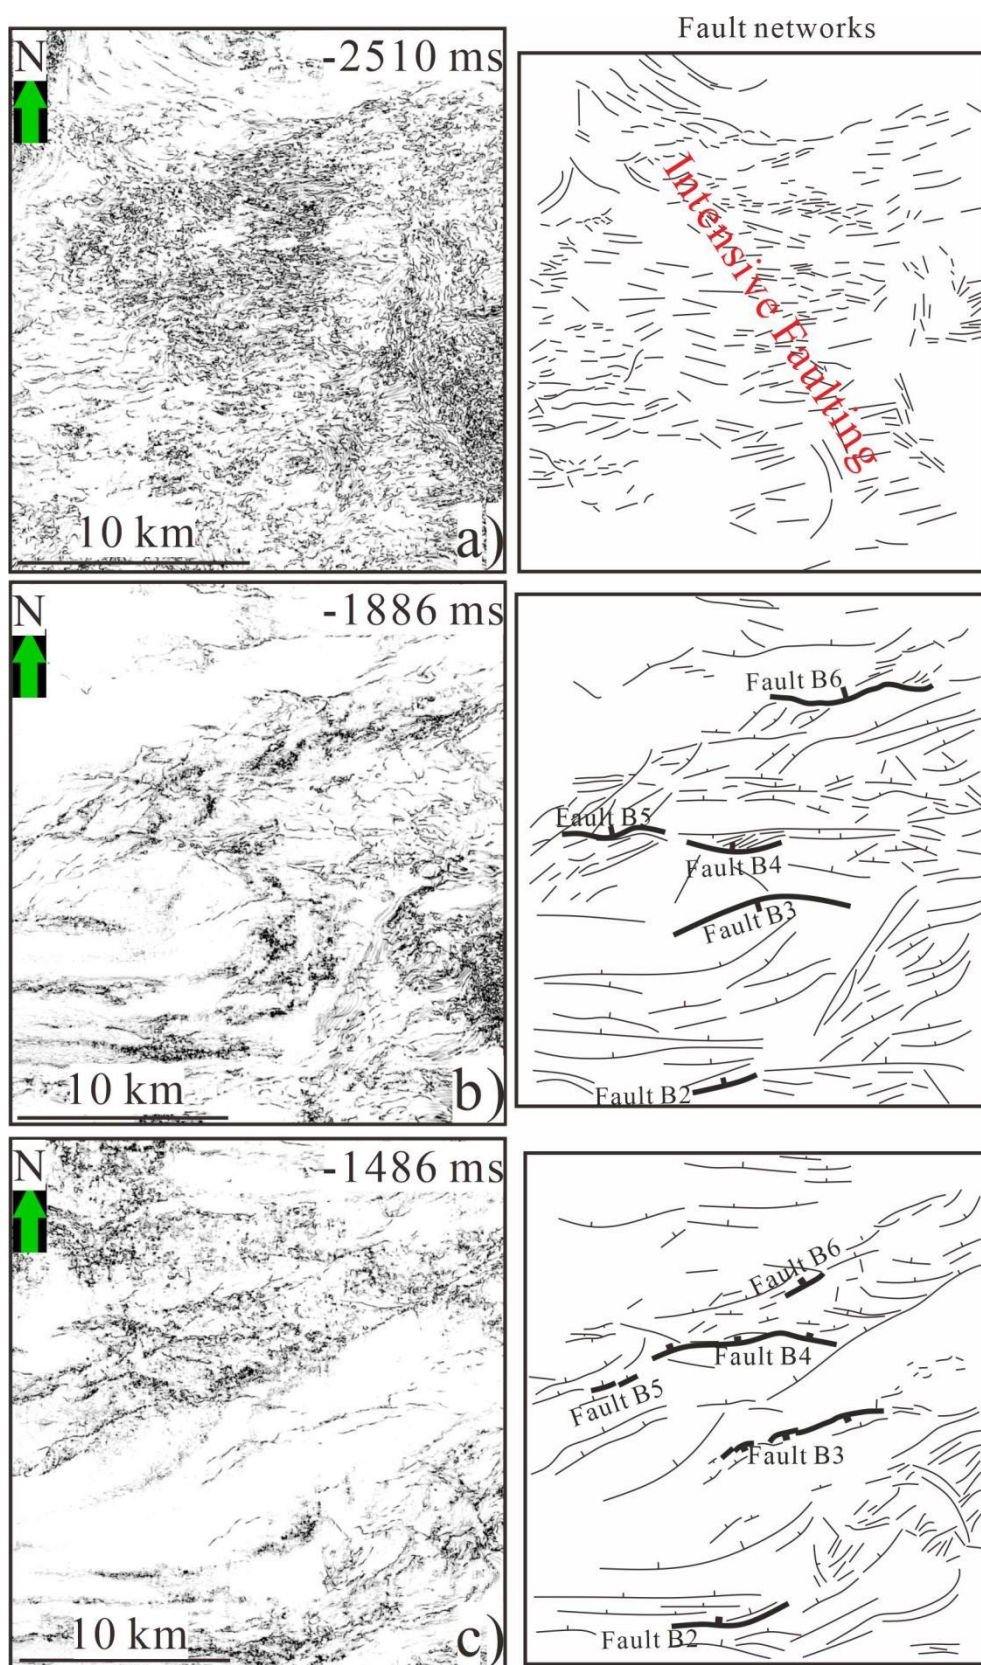 Fault networks
N
-2510 ms
Intensive Faulting
10 km
a)
N
-1886 ms
Fault B6
Fault B5
Fault B4
Fault B3
10 km
b)
Fault B2
N
-1486 ms
Fault B6
Fault B4
Fault B5
Fault B3
10 km
c)
Fault B2